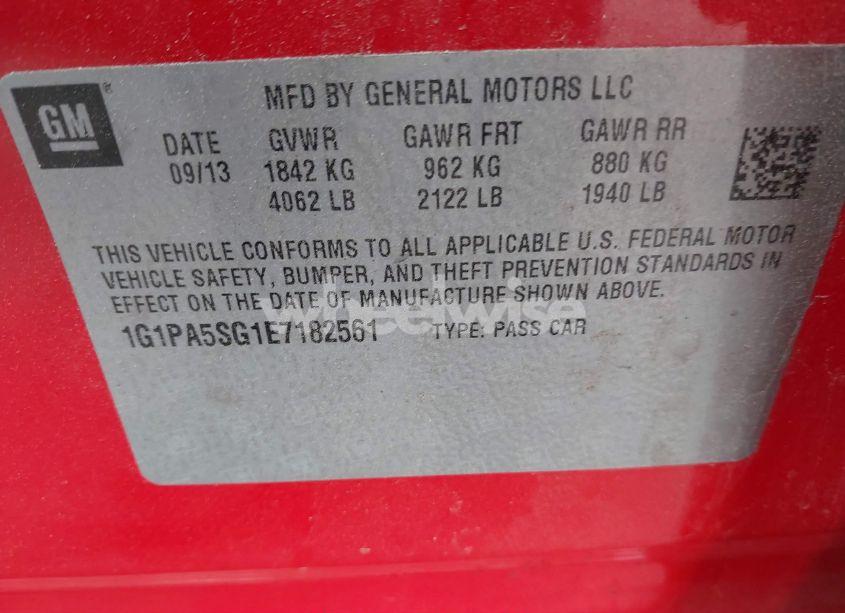 GM ®
MFD BY GENERAL MOTORS LLC
DATE GVWR GAWR FRT GAWR RR
09/13 1842 KG 962 KG 880 KG
4062 LB 2122 LB 1940 LB
THIS VEHICLE CONFORMS TO ALL APPLICABLE U.S. FEDERAL MOTOR
VEHICLE SAFETY, BUMPER, AND THEFT PREVENTION STANDARDS IN
EFFECT ON THE DATE OF MANUFACTURE SHOWN ABOVE.
wheelwise
1G1PA5SG1E7182561 TYPE: PASS CAR